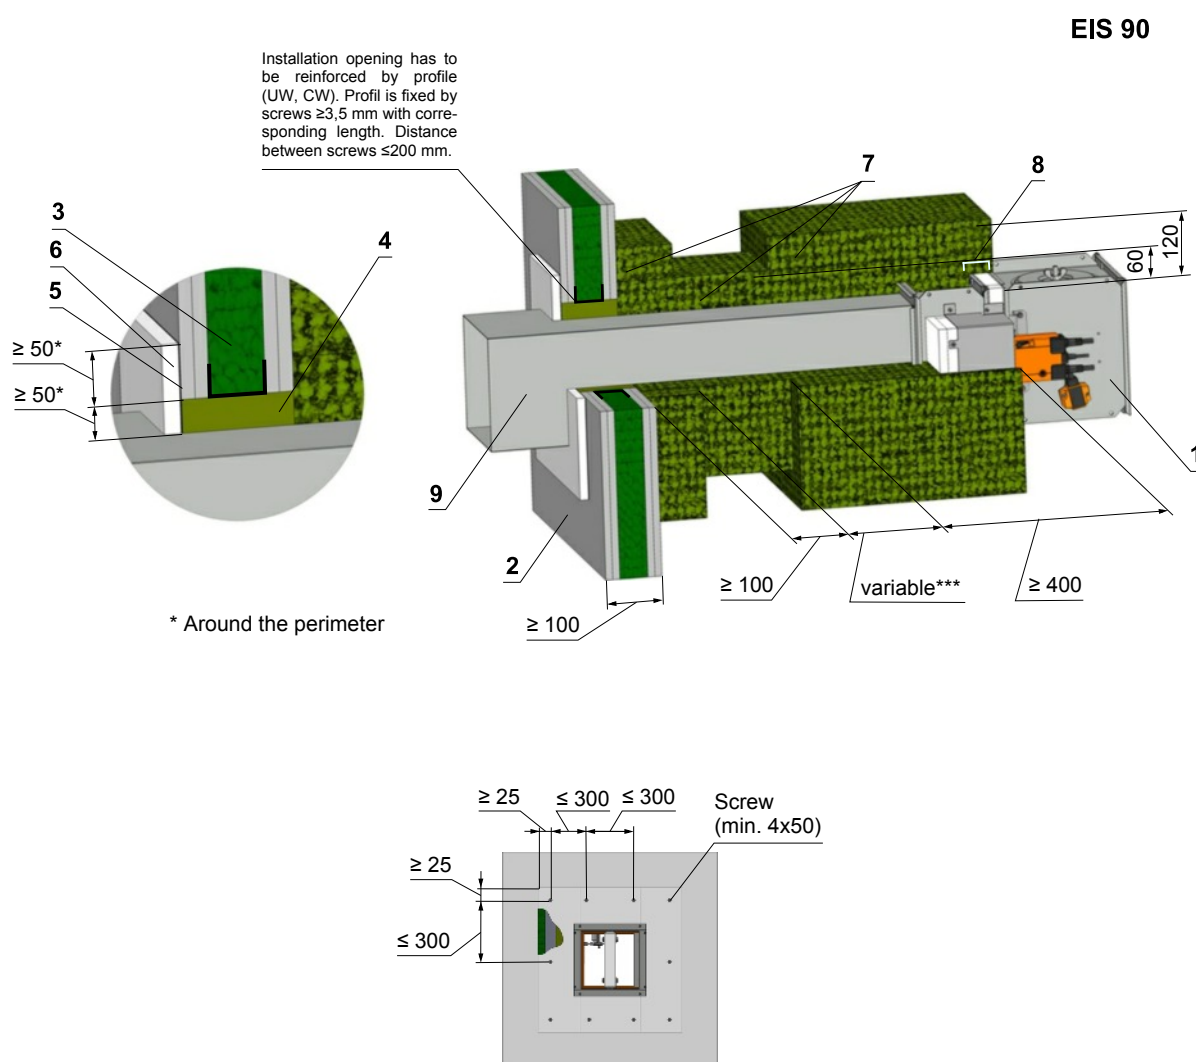 EIS 90
Installation opening has to
be reinforced by profile
(UW, CW). Profil is fixed by
screws ≥3,5 mm with corre-
sponding length. Distance
between screws ≤200 mm.
7
8
3
6
5
4
120
60
≥ 50*
≥ 50*
1
9
2
≥ 100
variable***
≥ 400
≥ 100
* Around the perimeter
≥ 25
≤ 300
≤ 300
Screw
(min. 4x50)
≥ 25
≤ 300